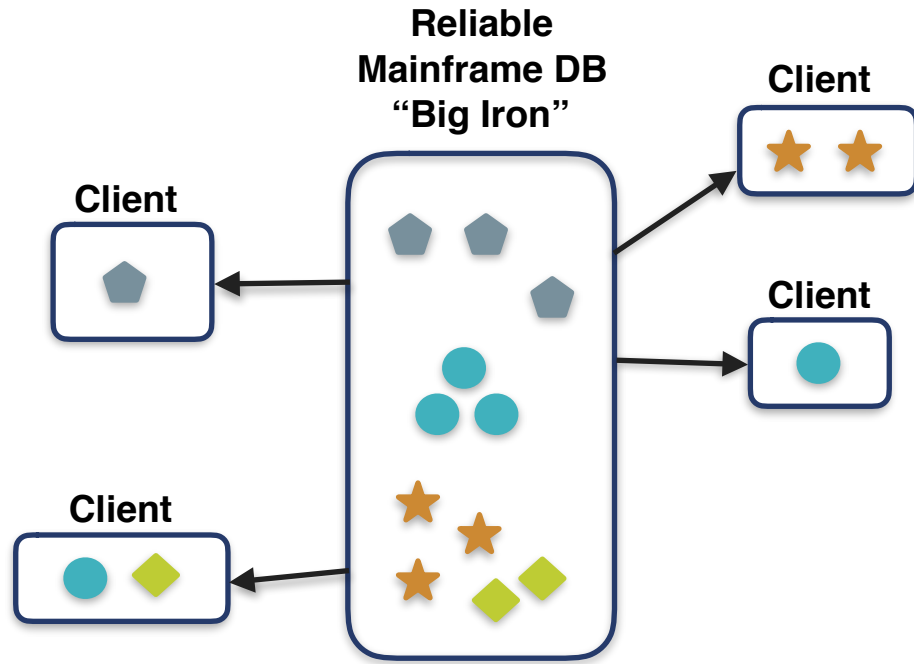 Reliable
Mainframe DB
“Big Iron”
Client
Client
Client
Client